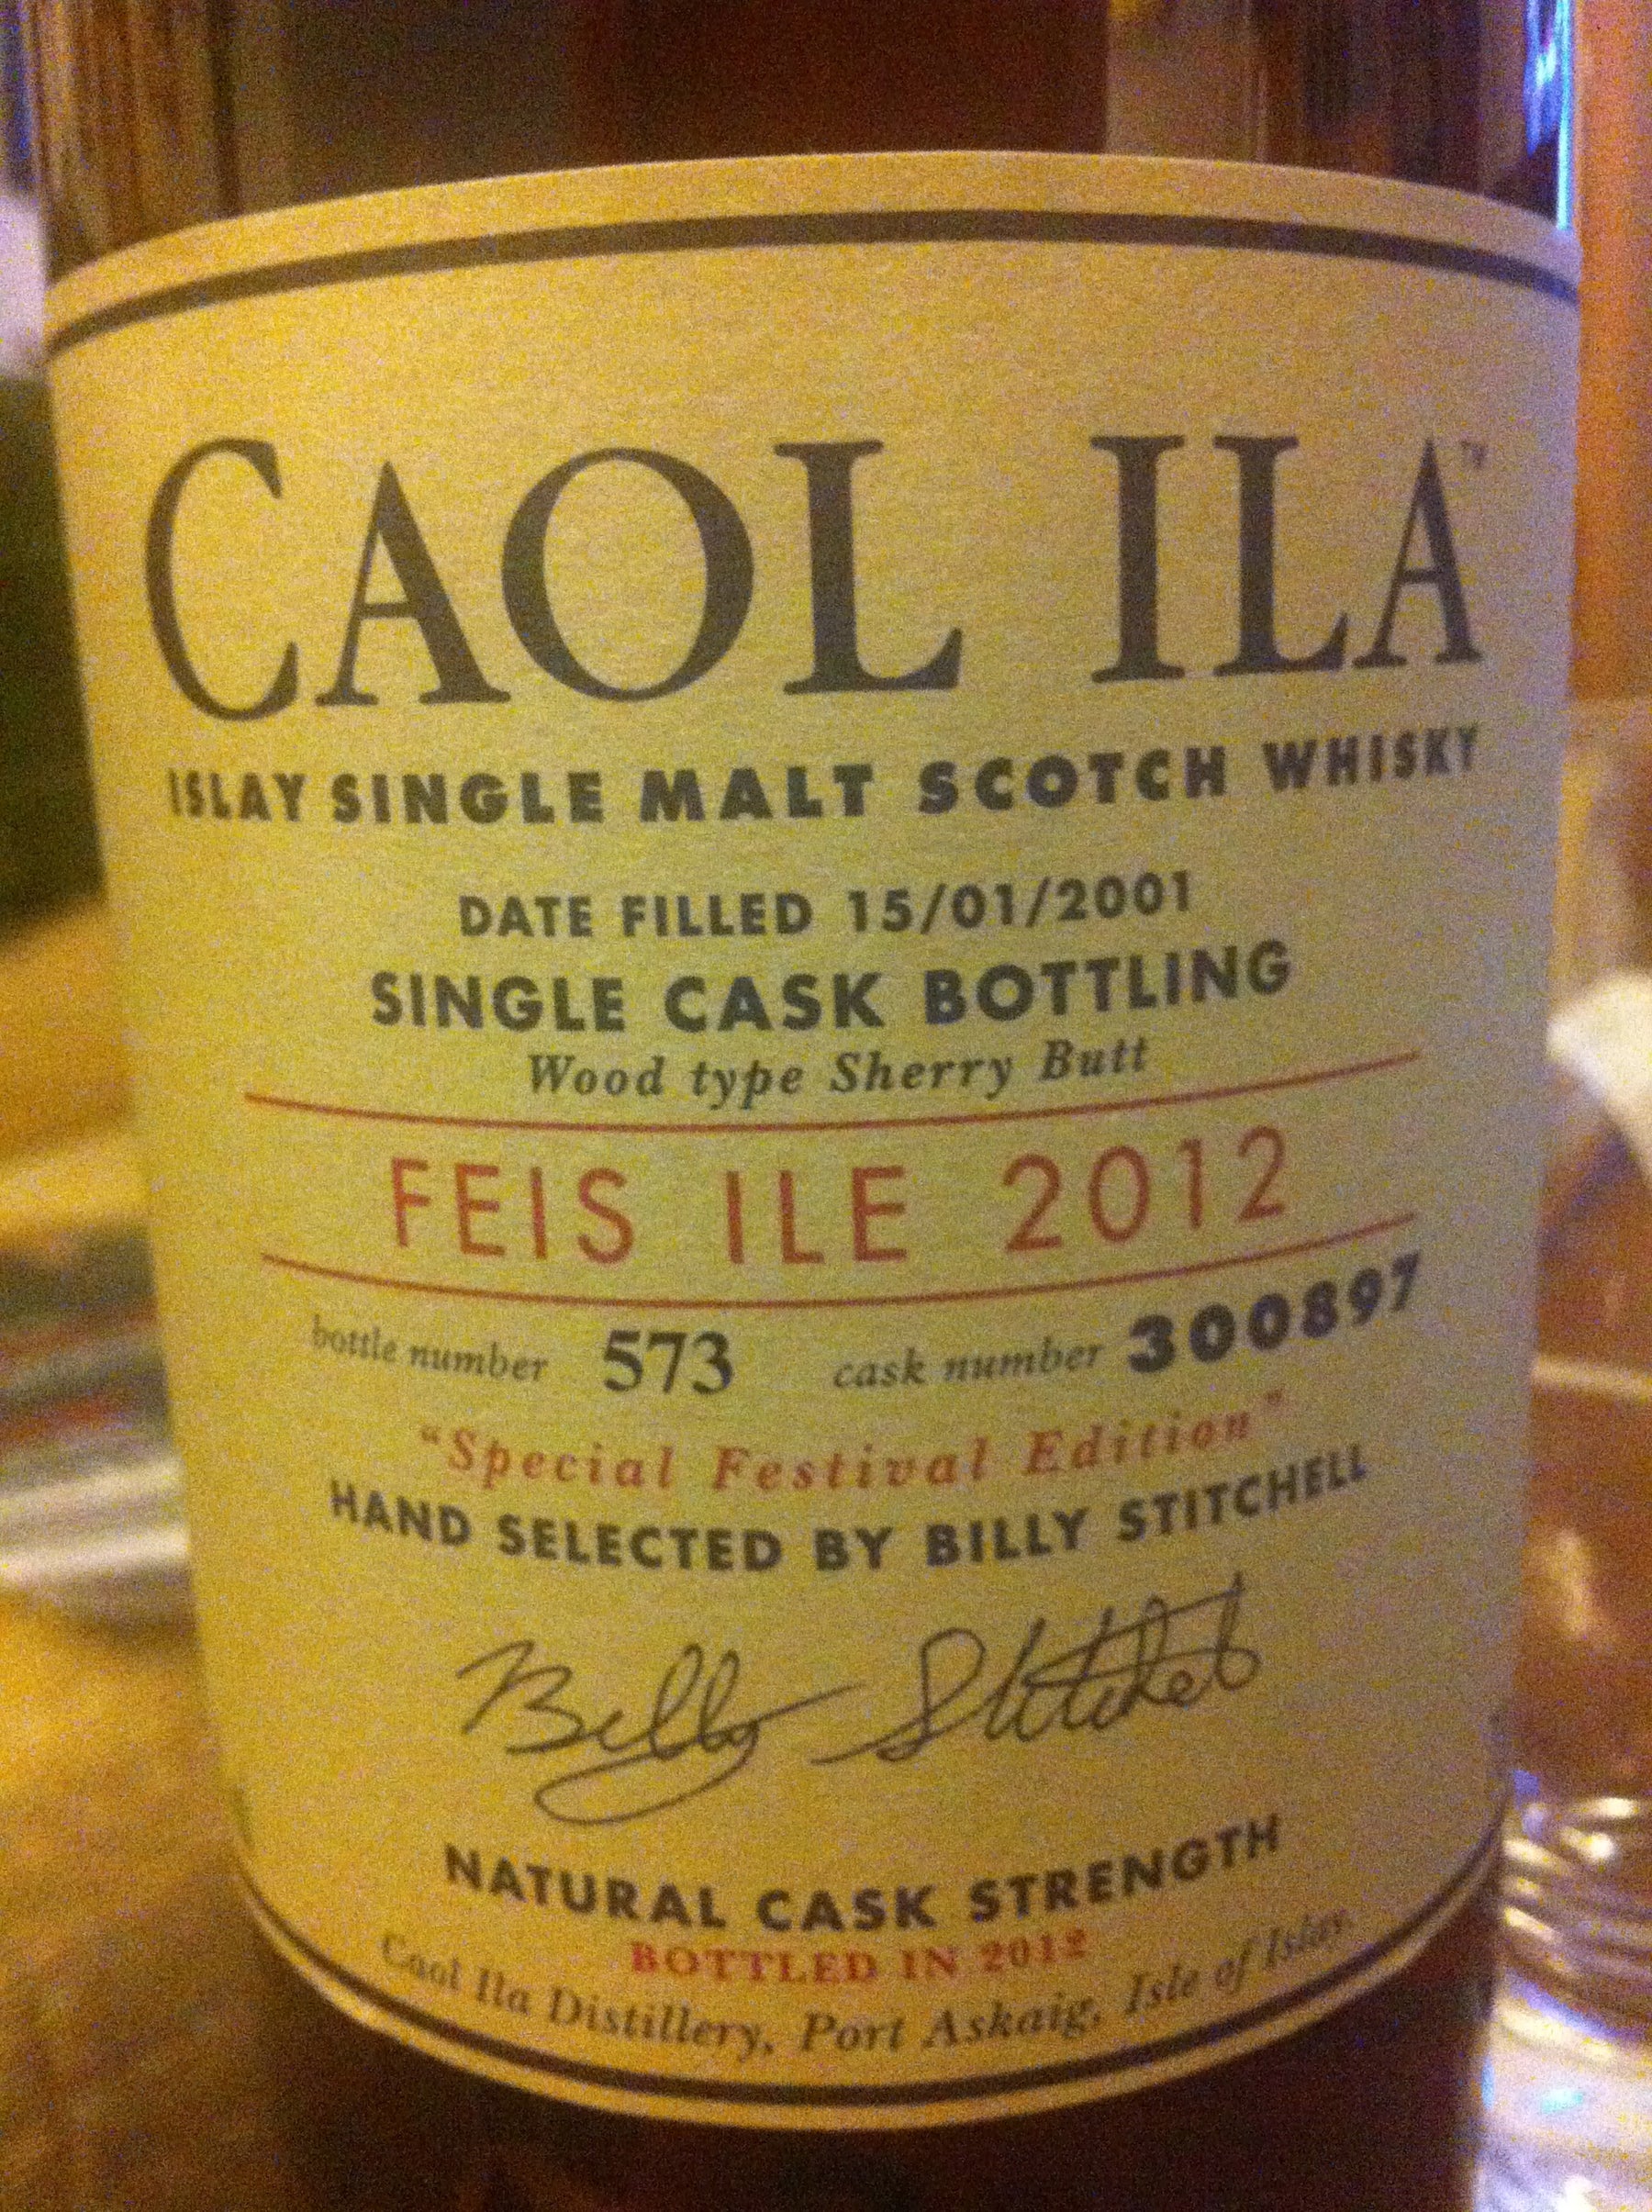 CAOL ILA™
ISLAY SINGLE MALT SCOTCH WHISKY
DATE FILLED 15/01/2001
SINGLE CASK BOTTLING
Wood type Sherry Butt
FEIS ILE 2012
bottle number 573 cask number 300897
"Special Festival Edition"
HAND SELECTED BY BILLY STITCHELL
Billy Stitchell
NATURAL CASK STRENGTH
BOTTLED IN 2012
Caol Ila Distillery, Port Askaig, Isle of Islay.